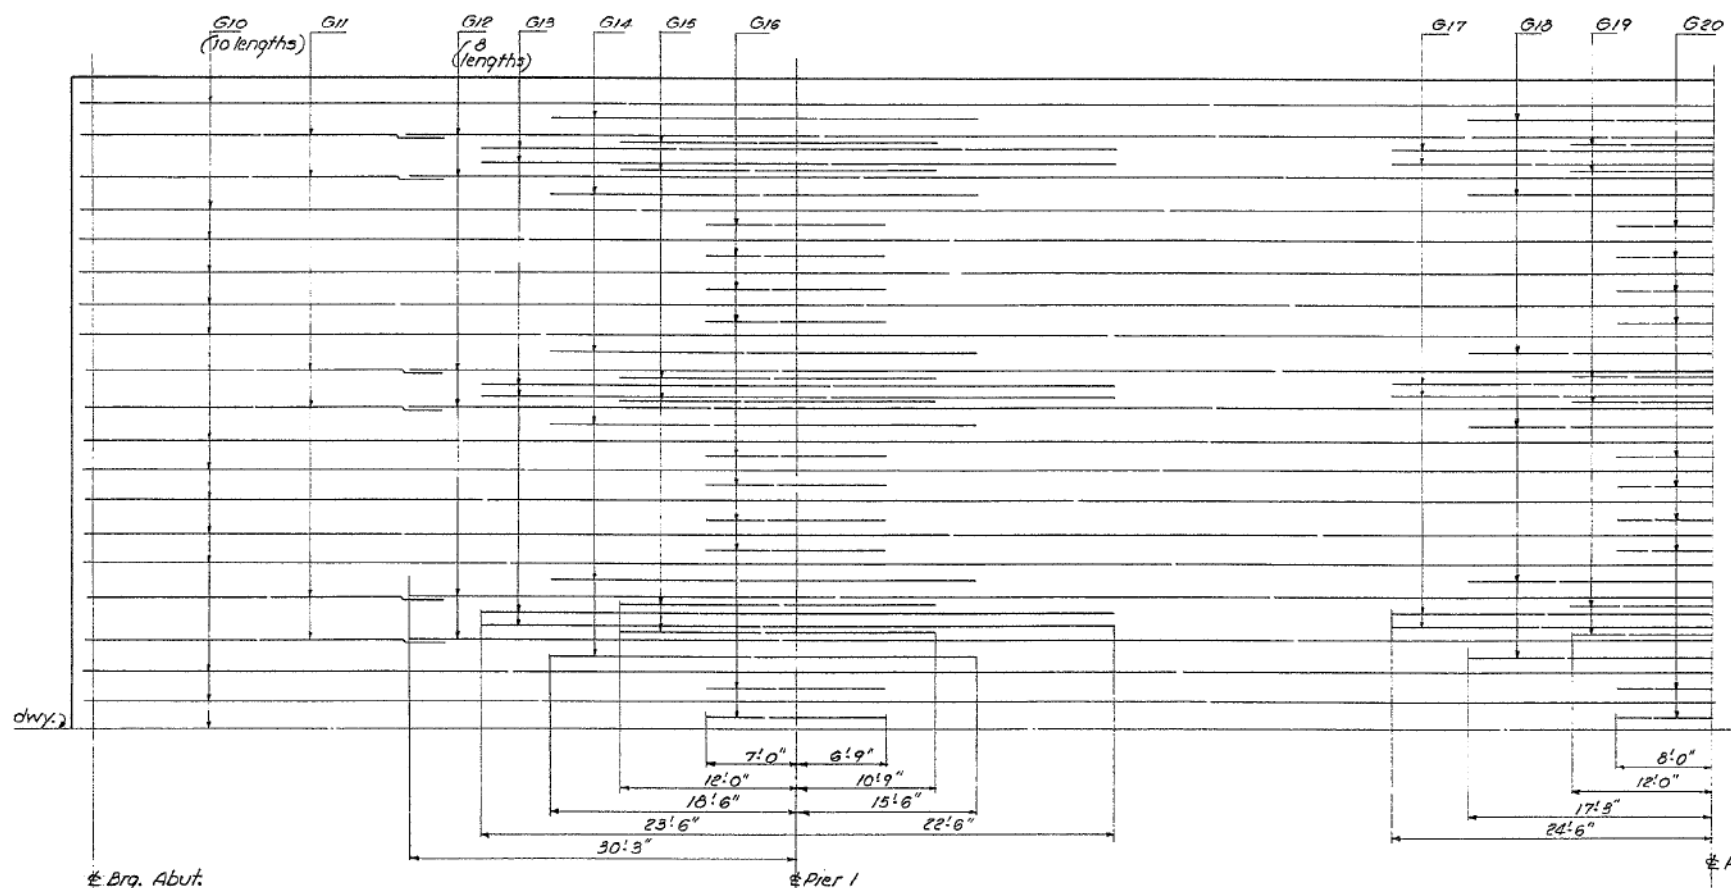 G10 G11 G12 G13 G14 G15 G16 G17 G18 G19 G20
(10 lengths) (8
lengths)
dwy.
7'-0" 6'-9" 8'-0"
12'-0" 10'-9" 12'-0"
18'-6" 15'-6" 17'-3"
23'-6" 22'-6" 24'-6"
30'-3"
℄ Brg. Abut. ℄ Pier 1 ℄